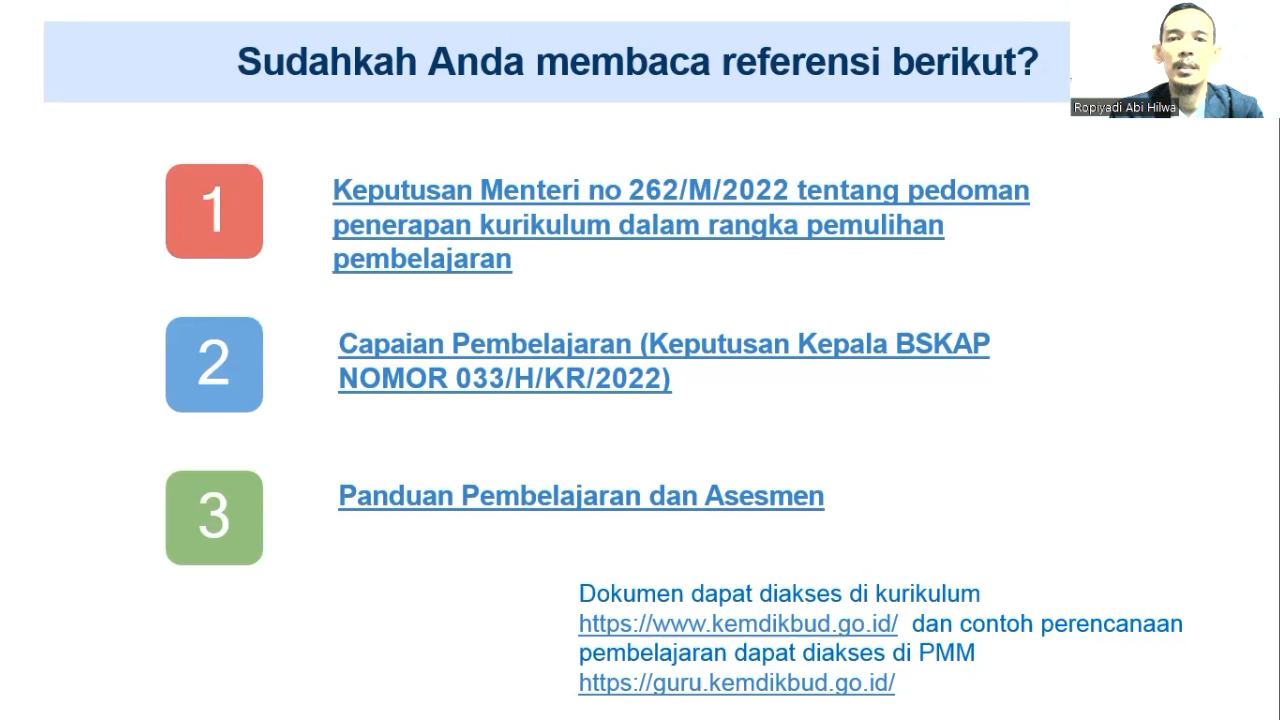 Sudahkah Anda membaca referensi berikut?
Ropiyadi Abi Hilwa
1
Keputusan Menteri no 262/M/2022 tentang pedoman
penerapan kurikulum dalam rangka pemulihan
pembelajaran
2
Capaian Pembelajaran (Keputusan Kepala BSKAP
NOMOR 033/H/KR/2022)
3
Panduan Pembelajaran dan Asesmen
Dokumen dapat diakses di kurikulum
https://www.kemdikbud.go.id/ dan contoh perencanaan
pembelajaran dapat diakses di PMM
https://guru.kemdikbud.go.id/